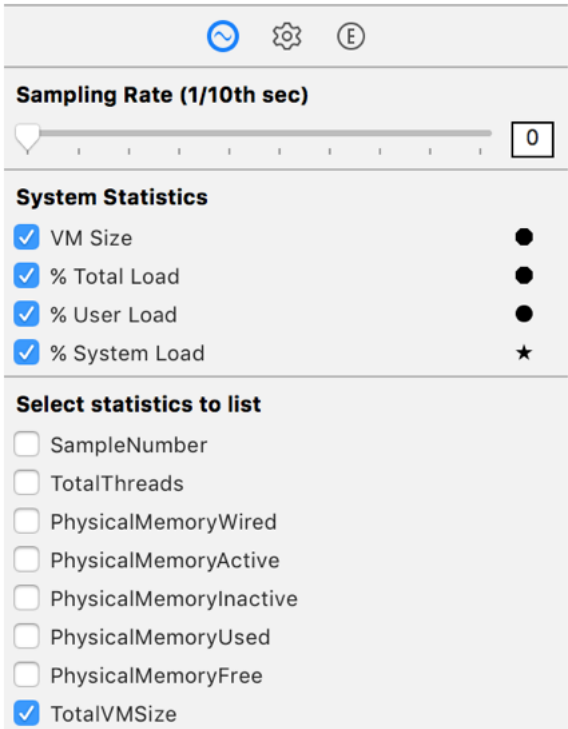 E
Sampling Rate (1/10th sec)
0
System Statistics
VM Size
% Total Load
% User Load
% System Load
Select statistics to list
SampleNumber
TotalThreads
PhysicalMemoryWired
PhysicalMemoryActive
PhysicalMemoryInactive
PhysicalMemoryUsed
PhysicalMemoryFree
TotalVMSize